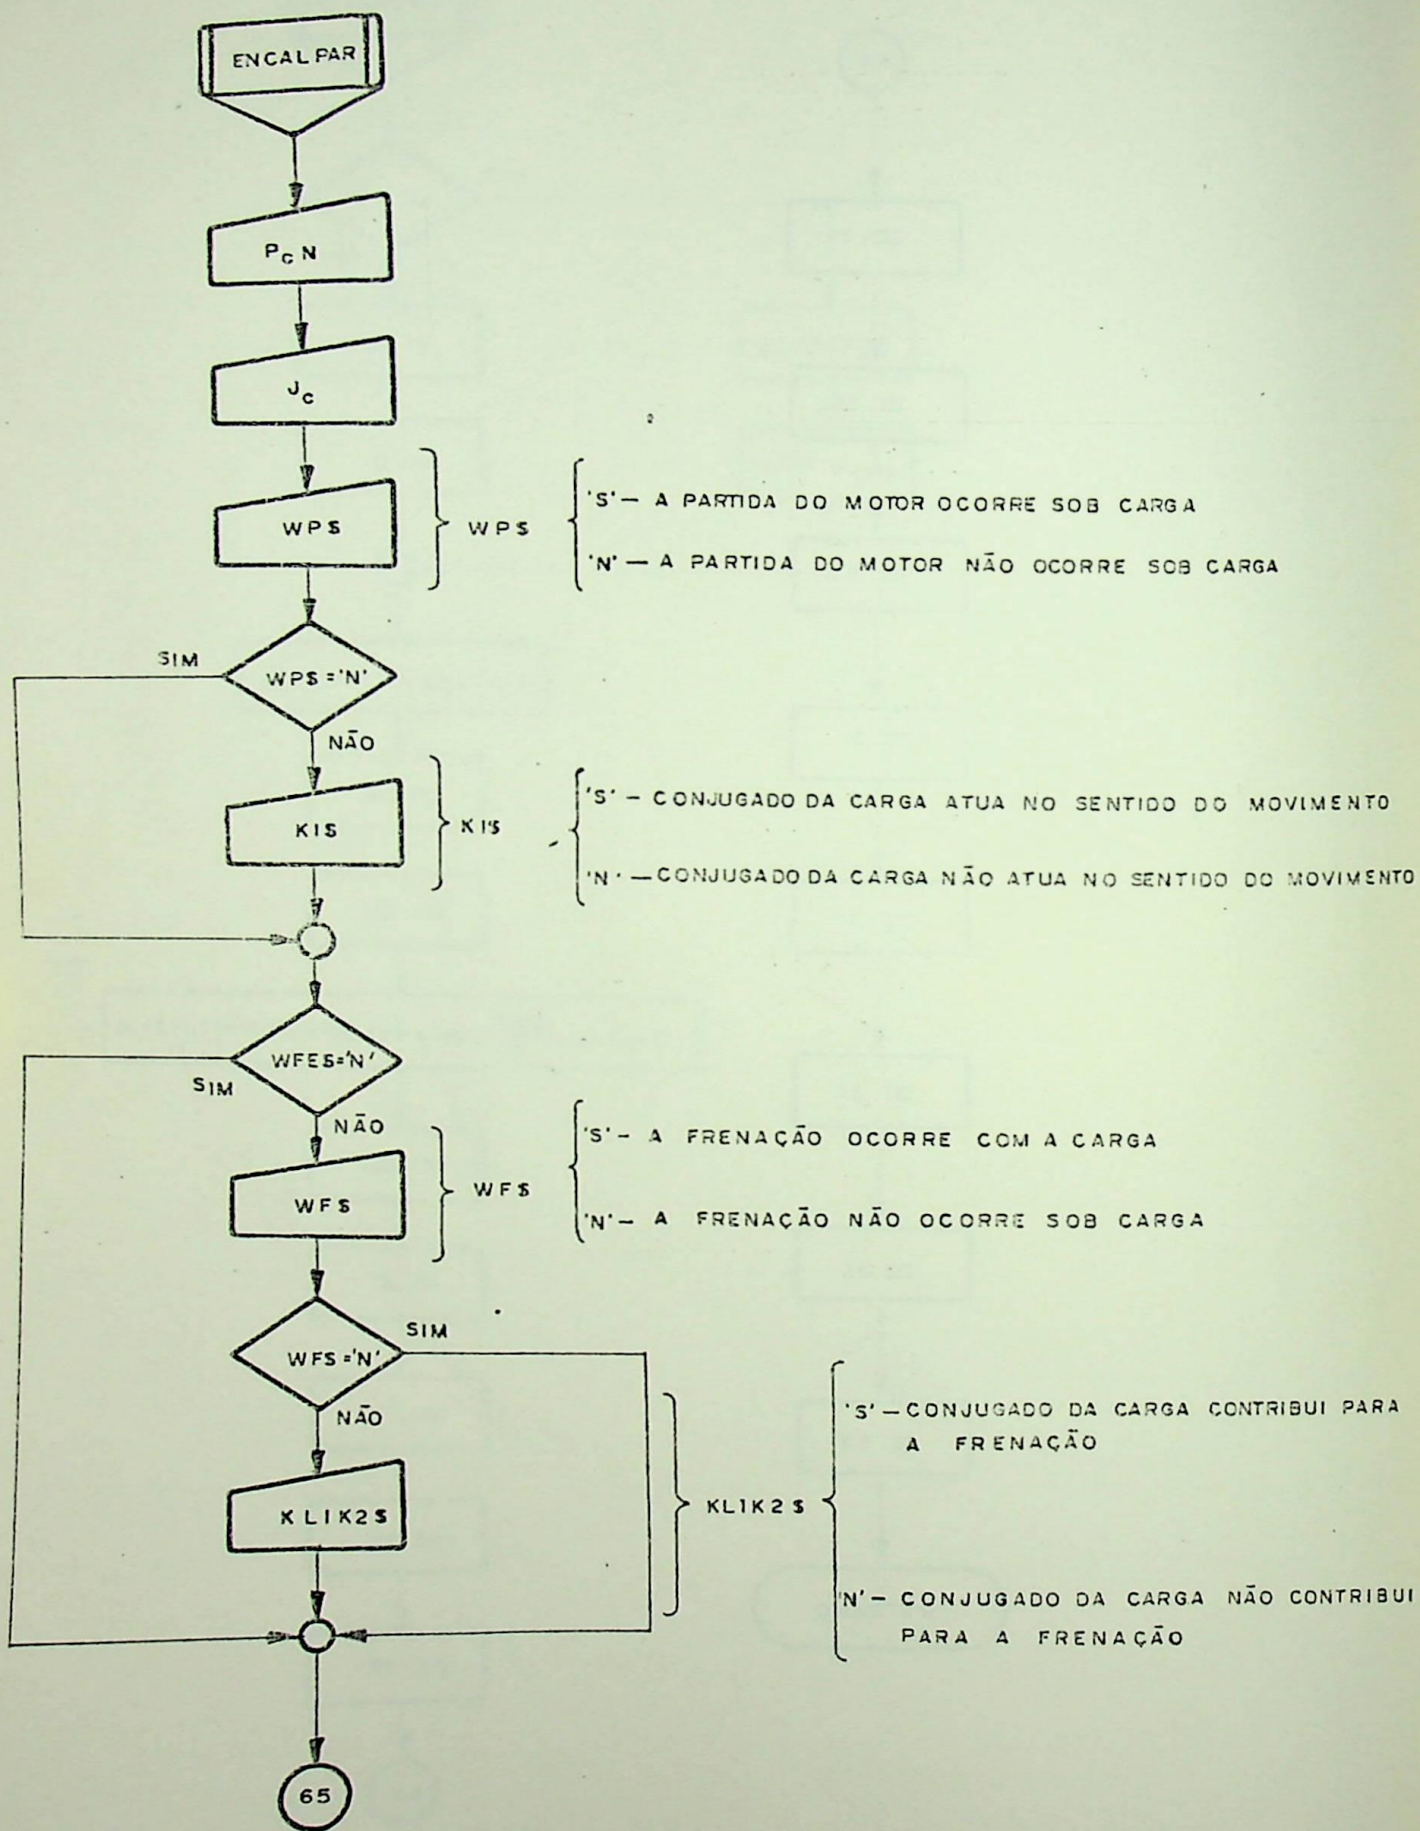 ENCALPAR
PcN
Jc
WP$
WP$
'S' — A PARTIDA DO MOTOR OCORRE SOB CARGA
'N' — A PARTIDA DO MOTOR NÃO OCORRE SOB CARGA
SIM
WP$='N'
NÃO
KI$
KI$
'S' - CONJUGADO DA CARGA ATUA NO SENTIDO DO MOVIMENTO
'N' — CONJUGADO DA CARGA NÃO ATUA NO SENTIDO DO MOVIMENTO
WFE$='N'
SIM
NÃO
WF$
WF$
'S' - A FRENAÇÃO OCORRE COM A CARGA
'N' - A FRENAÇÃO NÃO OCORRE SOB CARGA
SIM
WF$='N'
NÃO
KL1K2$
KL1K2$
'S' — CONJUGADO DA CARGA CONTRIBUI PARA
A FRENAÇÃO
'N' - CONJUGADO DA CARGA NÃO CONTRIBUI
PARA A FRENAÇÃO
65